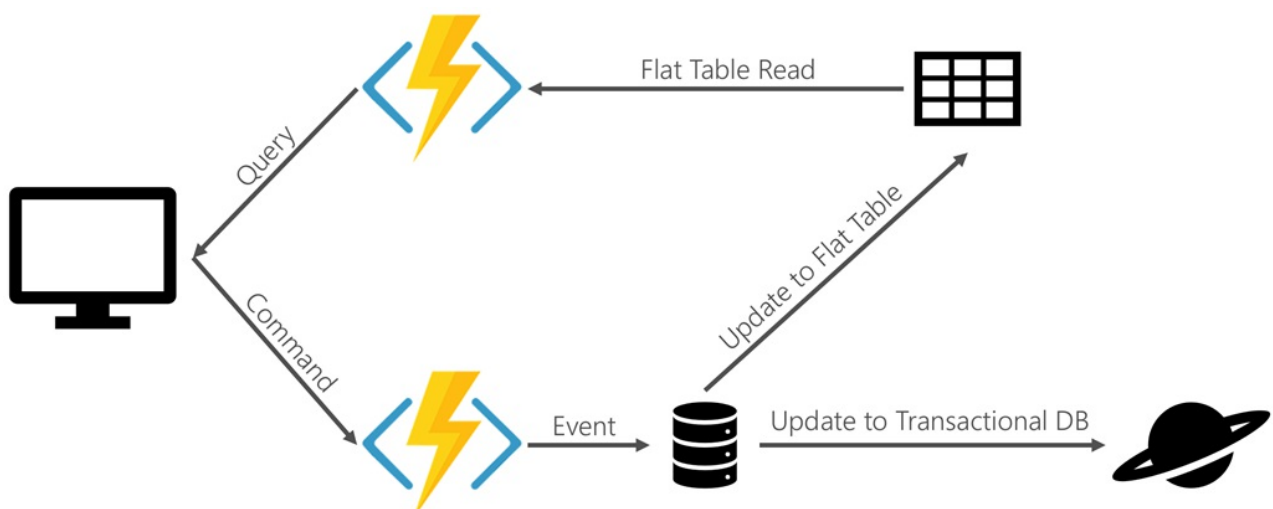 Flat Table Read
Query
Update to Flat Table
Command
Event
Update to Transactional DB